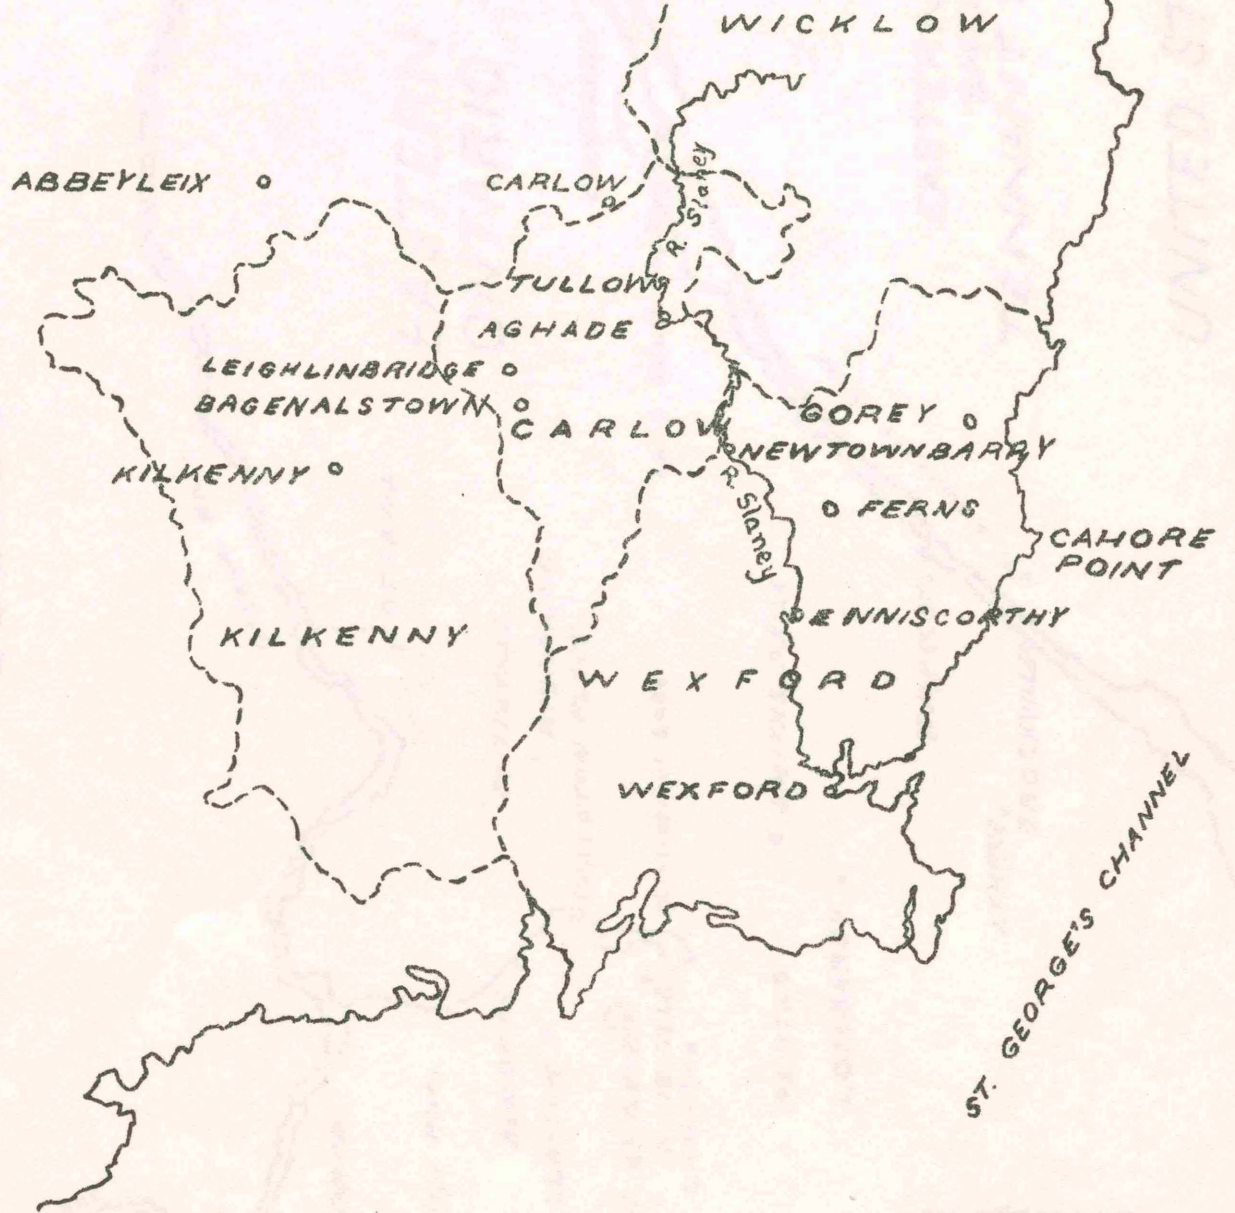 WICKLOW
ABBEYLEIX
CARLOW
R. Slaney
TULLOW
AGHADE
LEIGHLINBRIDGE
BAGENALSTOWN
CARLOW
GOREY
NEWTOWNBARRY
KILKENNY
R. Slaney
FERNS
CAHORE
POINT
ENNISCORTHY
KILKENNY
WEXFORD
WEXFORD
ST. GEORGE'S CHANNEL